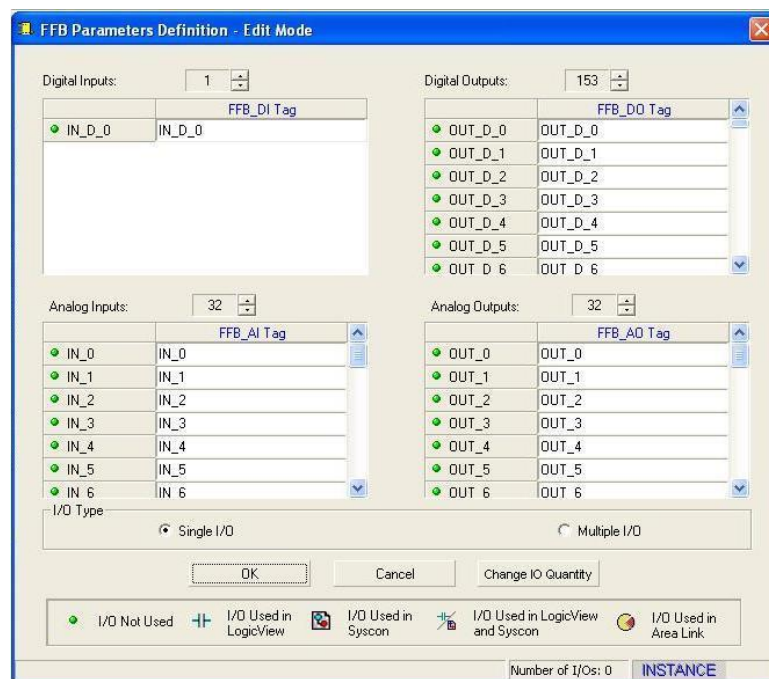 FFB Parameters Definition - Edit Mode
Digital Inputs: 1
FFB_DI Tag
IN_D_0 IN_D_0
Digital Outputs: 153
FFB_DO Tag
OUT_D_0 OUT_D_0
OUT_D_1 OUT_D_1
OUT_D_2 OUT_D_2
OUT_D_3 OUT_D_3
OUT_D_4 OUT_D_4
OUT_D_5 OUT_D_5
OUT_D_6 OUT_D_6
Analog Inputs: 32
FFB_AI Tag
IN_0 IN_0
IN_1 IN_1
IN_2 IN_2
IN_3 IN_3
IN_4 IN_4
IN_5 IN_5
IN_6 IN_6
Analog Outputs: 32
FFB_AO Tag
OUT_0 OUT_0
OUT_1 OUT_1
OUT_2 OUT_2
OUT_3 OUT_3
OUT_4 OUT_4
OUT_5 OUT_5
OUT_6 OUT_6
I/O Type
Single I/O Multiple I/O
OK Cancel Change IO Quantity
I/O Not Used
I/O Used in
LogicView
I/O Used in
Syscon
I/O Used in LogicView
and Syscon
I/O Used in
Area Link
Number of I/Os: 0 INSTANCE